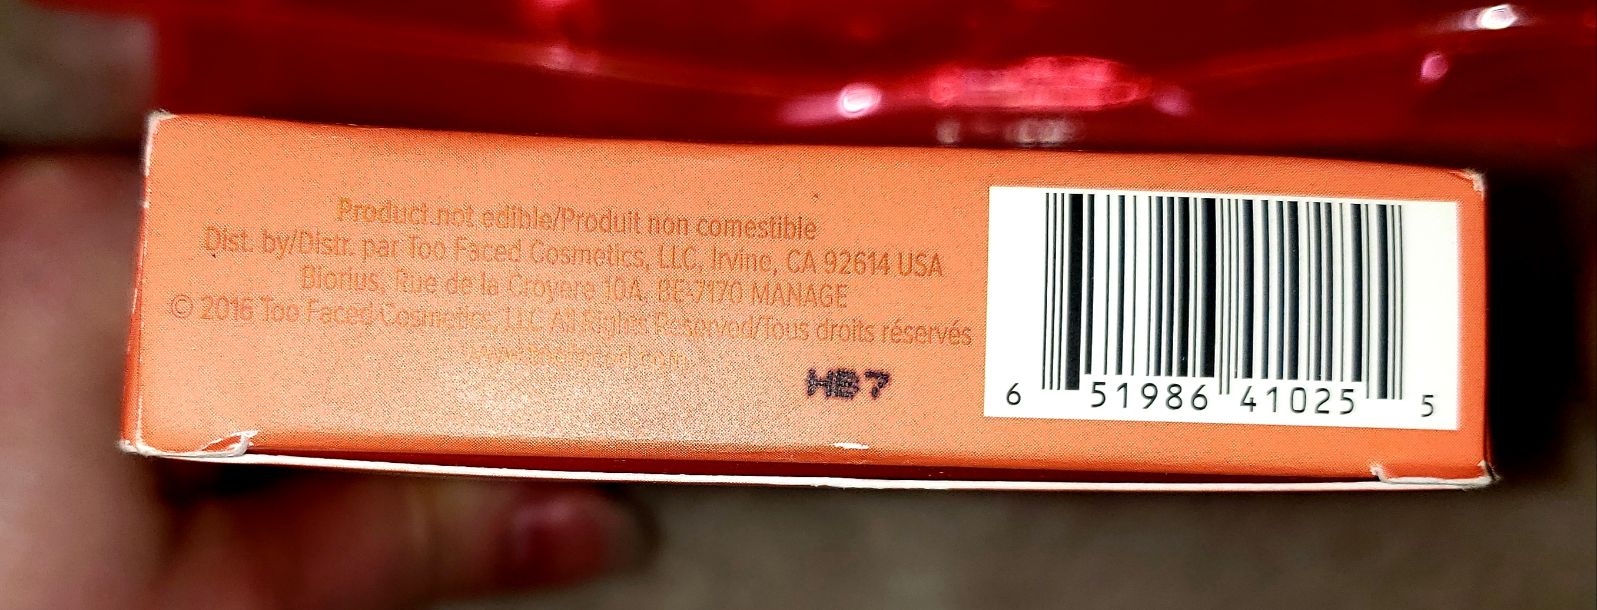 Product not edible/Produit non comestible
Dist. by/Distr. par Too Faced Cosmetics, LLC, Irvine, CA 92614 USA
Biorius, Rue de la Croyere 10A, BE-7170 MANAGE
© 2016 Too Faced Cosmetics, LLC All Rights Reserved/Tous droits réservés
HB7
6 51986 41025 5